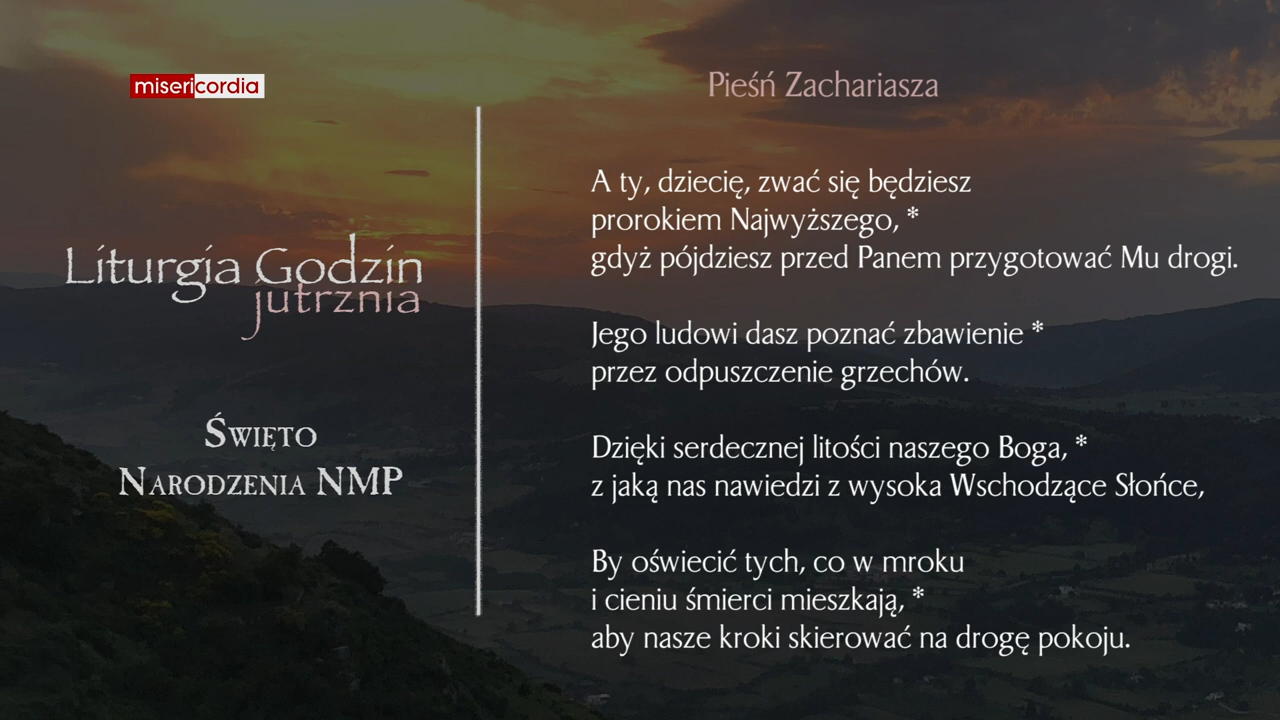 misericordia
Liturgia Godzin
jutrznia
Święto
Narodzenia NMP
Pieśń Zachariasza
A ty, dziecię, zwać się będziesz
prorokiem Najwyższego, *
gdyż pójdziesz przed Panem przygotować Mu drogi.
Jego ludowi dasz poznać zbawienie *
przez odpuszczenie grzechów.
Dzięki serdecznej litości naszego Boga, *
z jaką nas nawiedzi z wysoka Wschodzące Słońce,
By oświecić tych, co w mroku
i cieniu śmierci mieszkają, *
aby nasze kroki skierować na drogę pokoju.